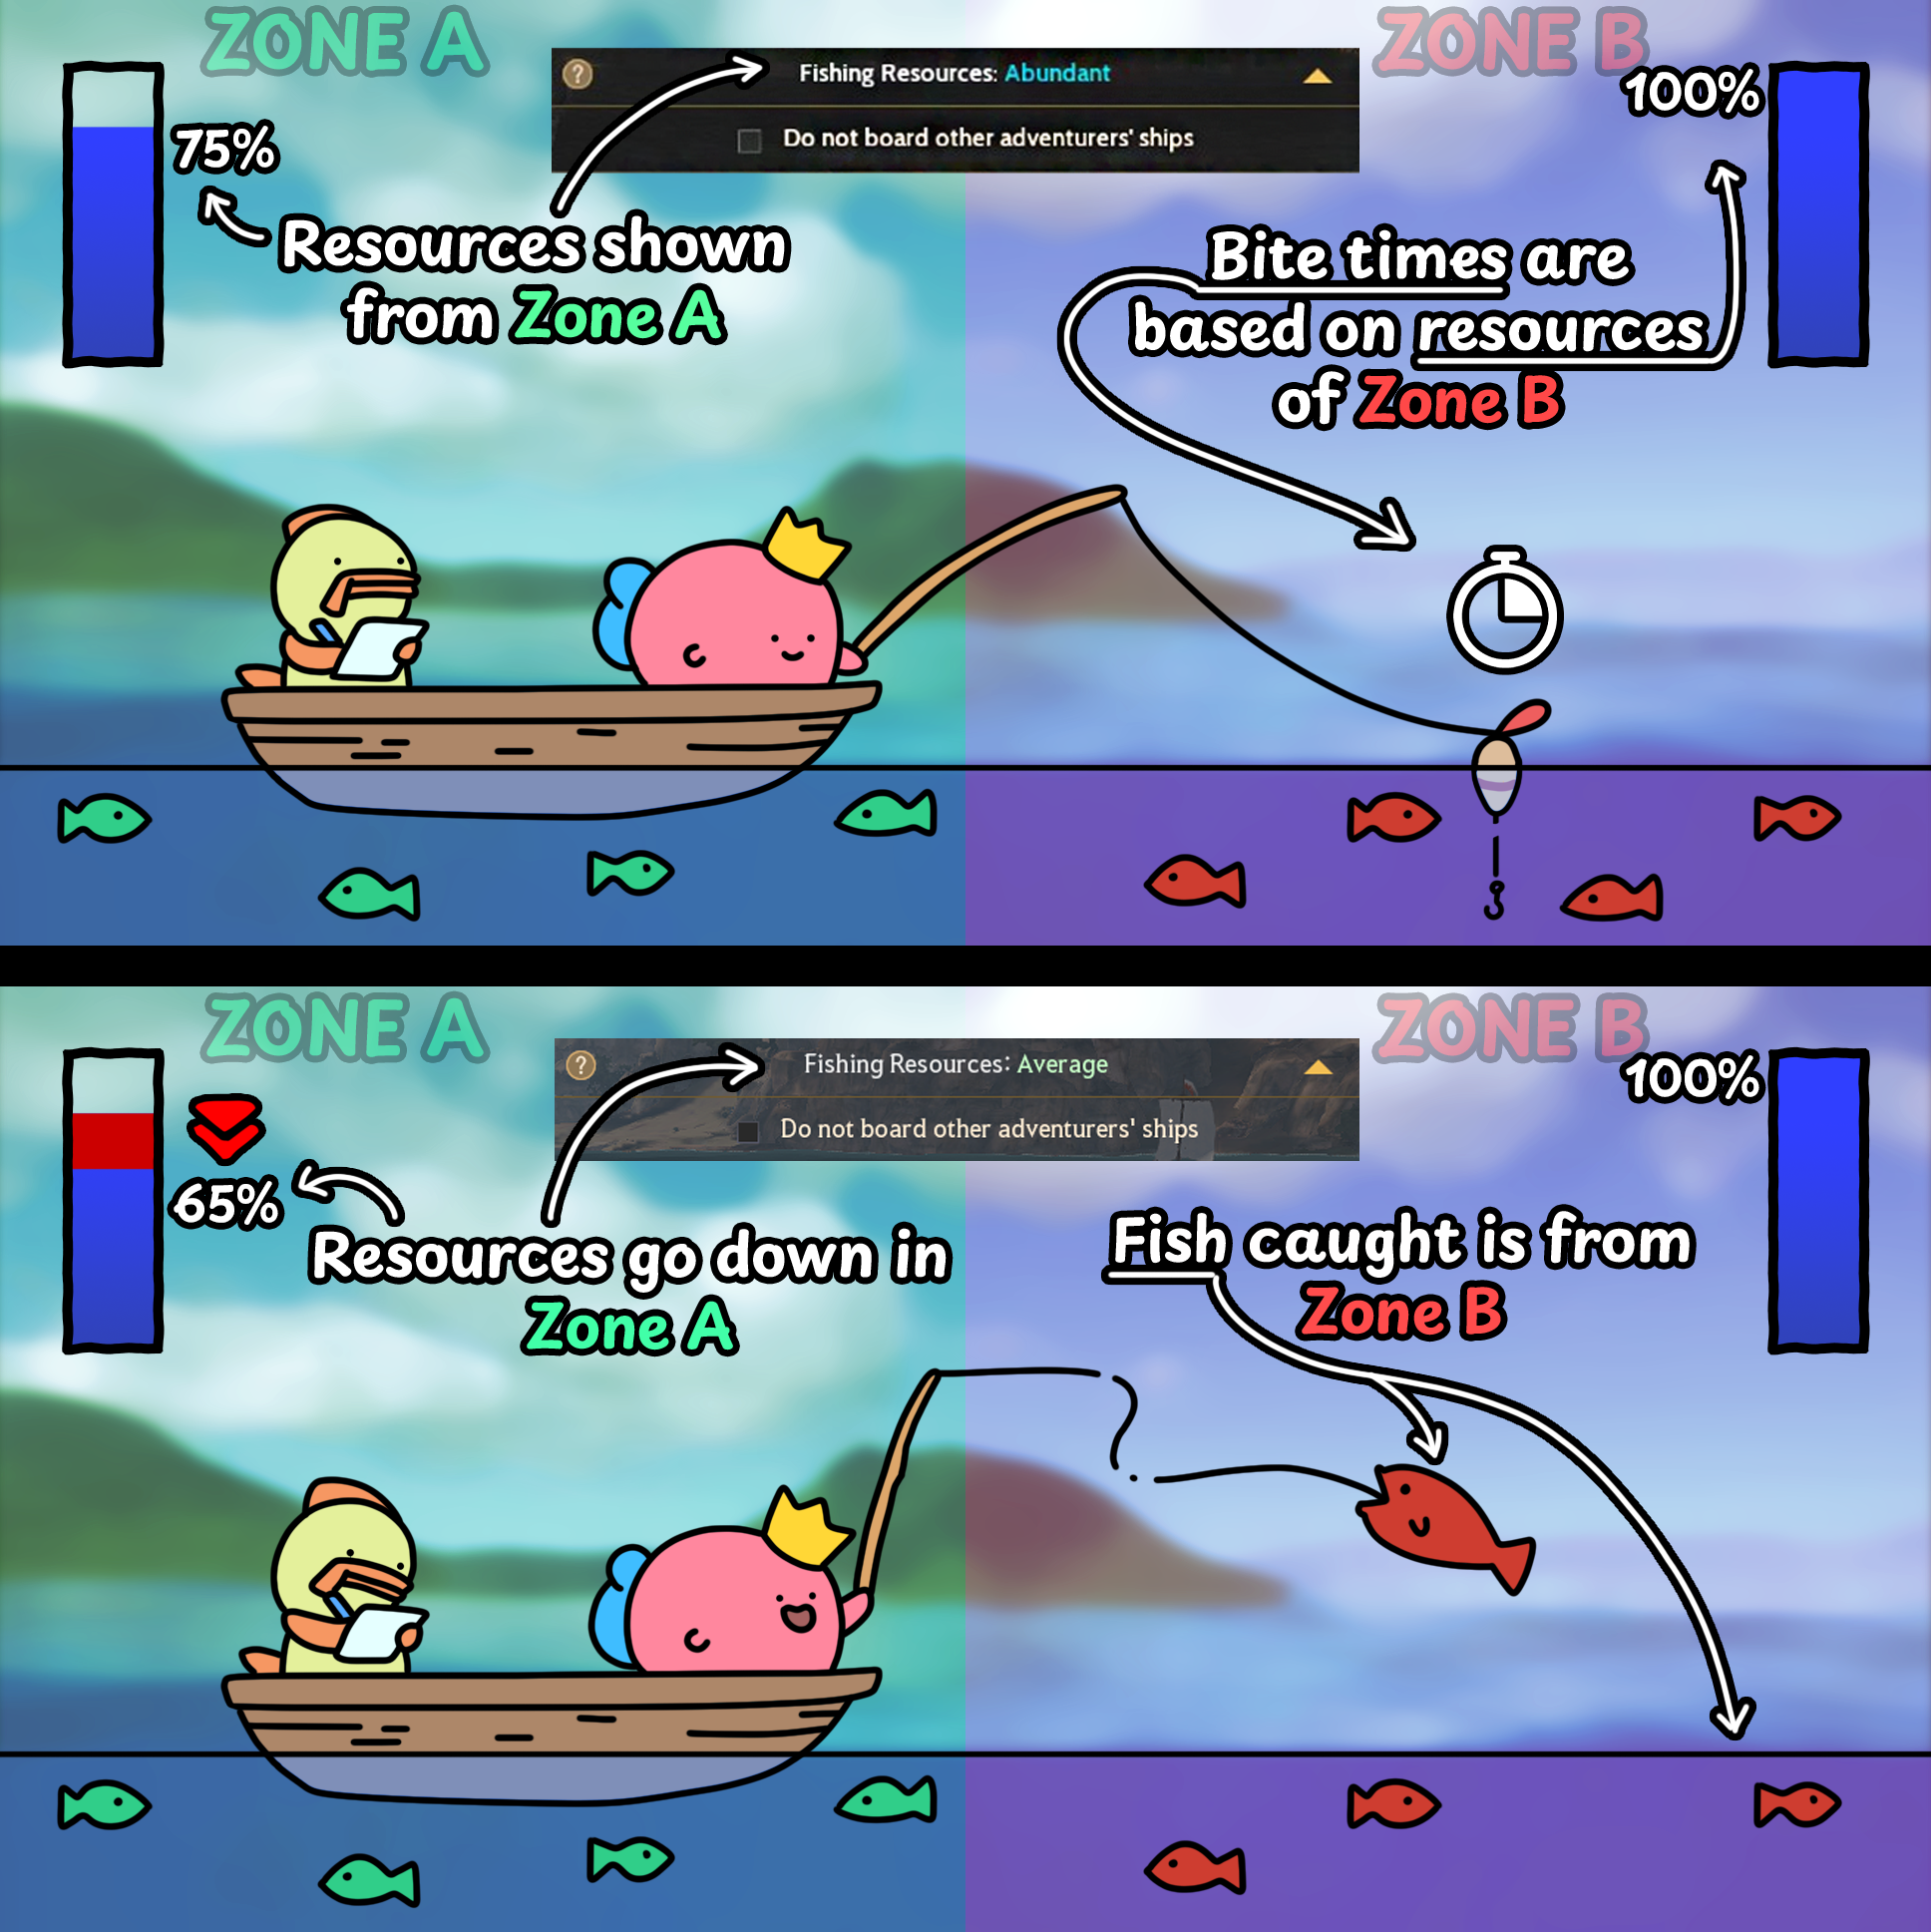 ZONE A
ZONE B
?
Fishing Resources: Abundant
Do not board other adventurers' ships
100%
75%
Resources shown
from Zone A
Bite times are
based on resources
of Zone B
ZONE A
ZONE B
?
Fishing Resources: Average
Do not board other adventurers' ships
100%
65%
Resources go down in
Zone A
Fish caught is from
Zone B